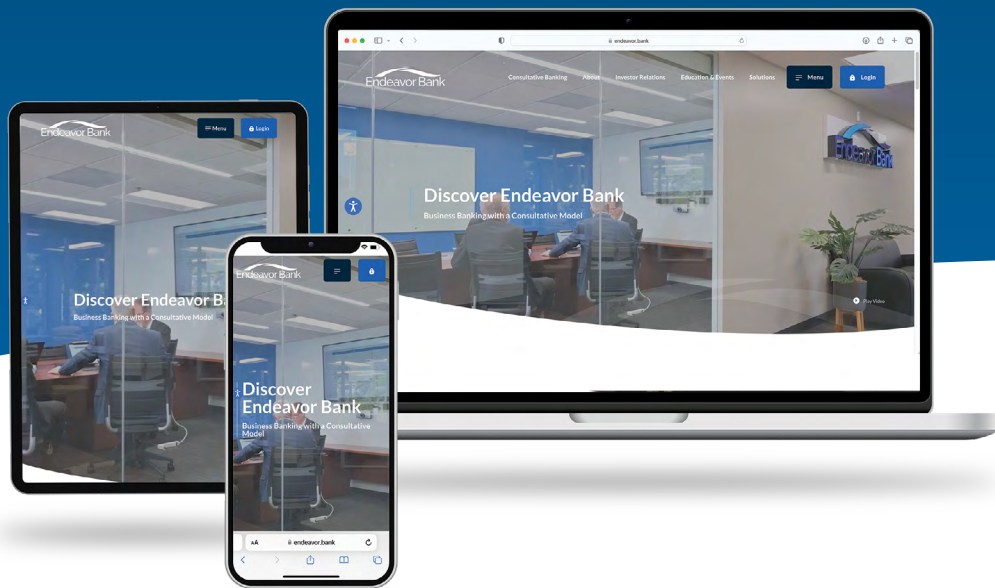 endeavor.bank
Endeavor Bank
Consultative Banking About Investor Relations Education & Events Solutions Menu Login
Endeavor Bank
Discover Endeavor Bank
Business Banking with a Consultative Model
Play Video
Endeavor Bank
Menu Login
Discover Endeavor B
Business Banking with a Consultative Model
Endeavor Bank
Discover
Endeavor Bank
Business Banking with a Consultative
Model
AA endeavor.bank